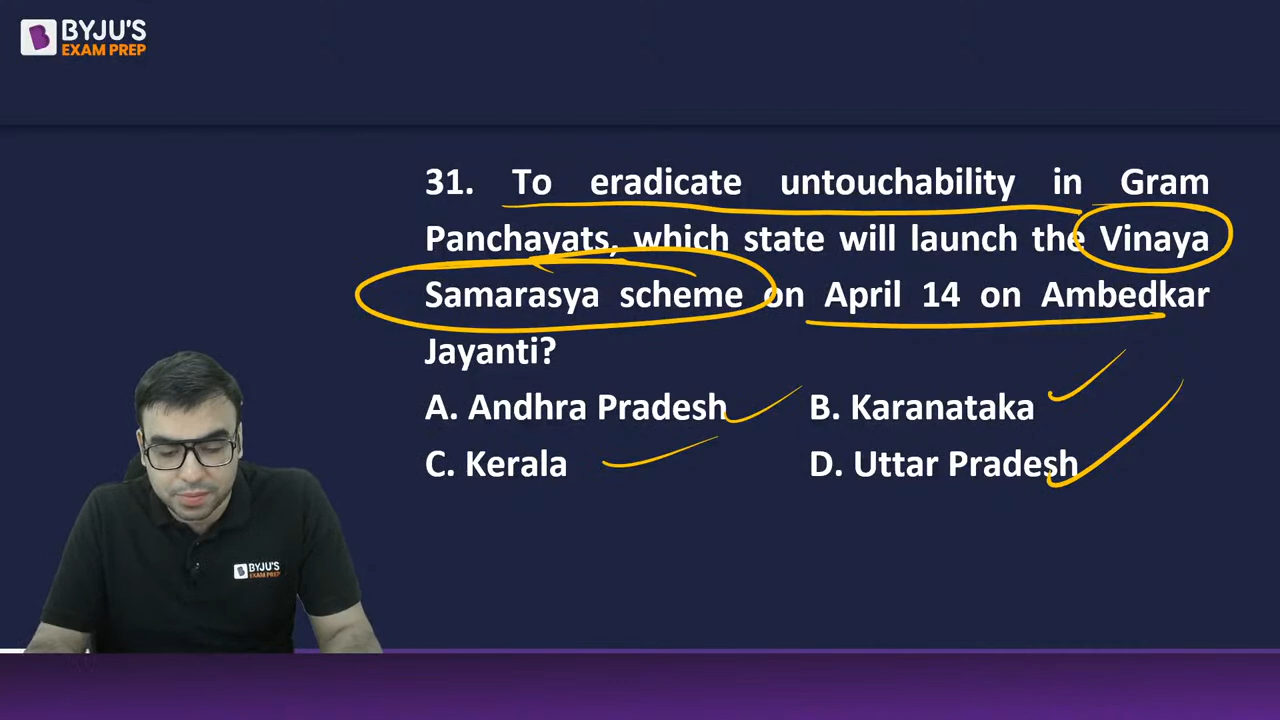 BYJU'S
EXAM PREP
31. To eradicate untouchability in Gram
Panchayats, which state will launch the Vinaya
Samarasya scheme on April 14 on Ambedkar
Jayanti?
A. Andhra Pradesh B. Karanataka
C. Kerala D. Uttar Pradesh
BYJU'S
EXAM PREP